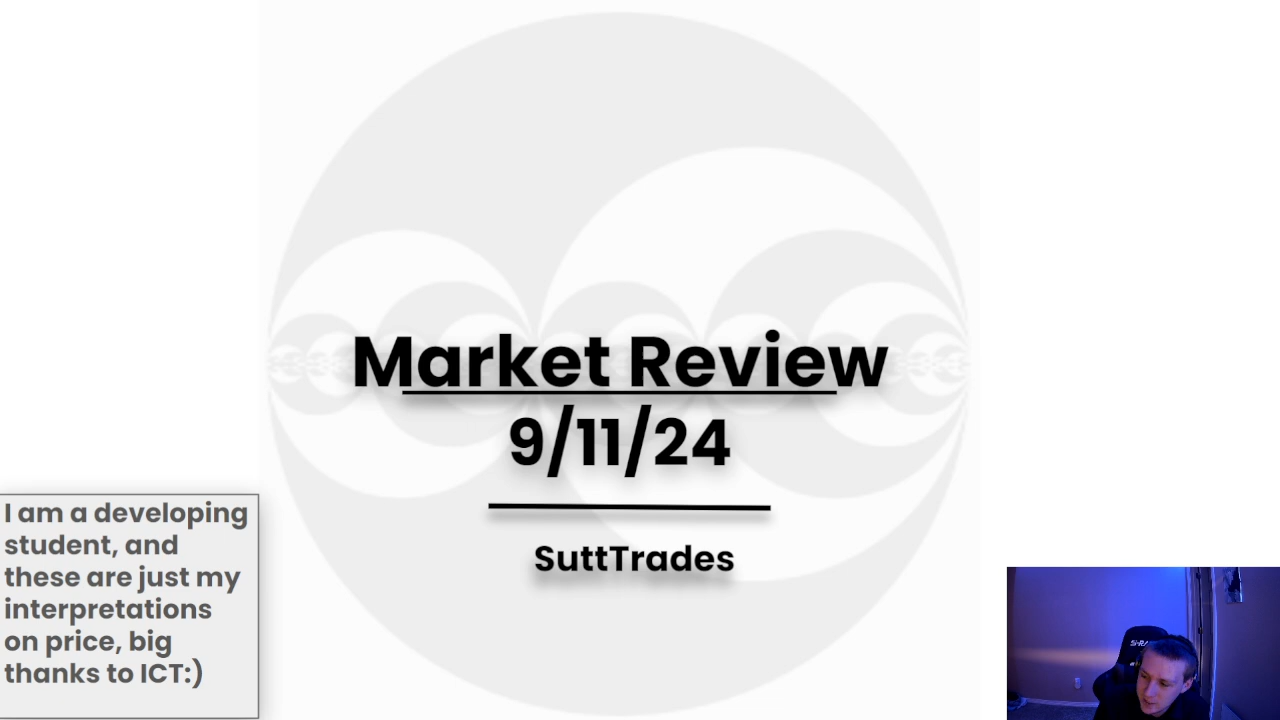 Market Review
9/11/24
SuttTrades
I am a developing
student, and
these are just my
interpretations
on price, big
thanks to ICT:)